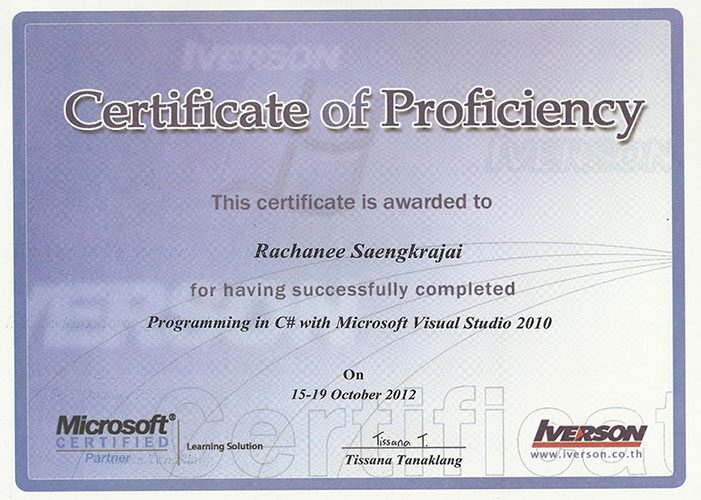 IVERSON
Certificate of Proficiency
This certificate is awarded to
Rachanee Saengkrajai
for having successfully completed
Programming in C# with Microsoft Visual Studio 2010
On
15-19 October 2012
Microsoft®
CERTIFIED
Partner
Learning Solution
Tissana T.
Tissana Tanaklang
IVERSON
www.iverson.co.th
Certificat